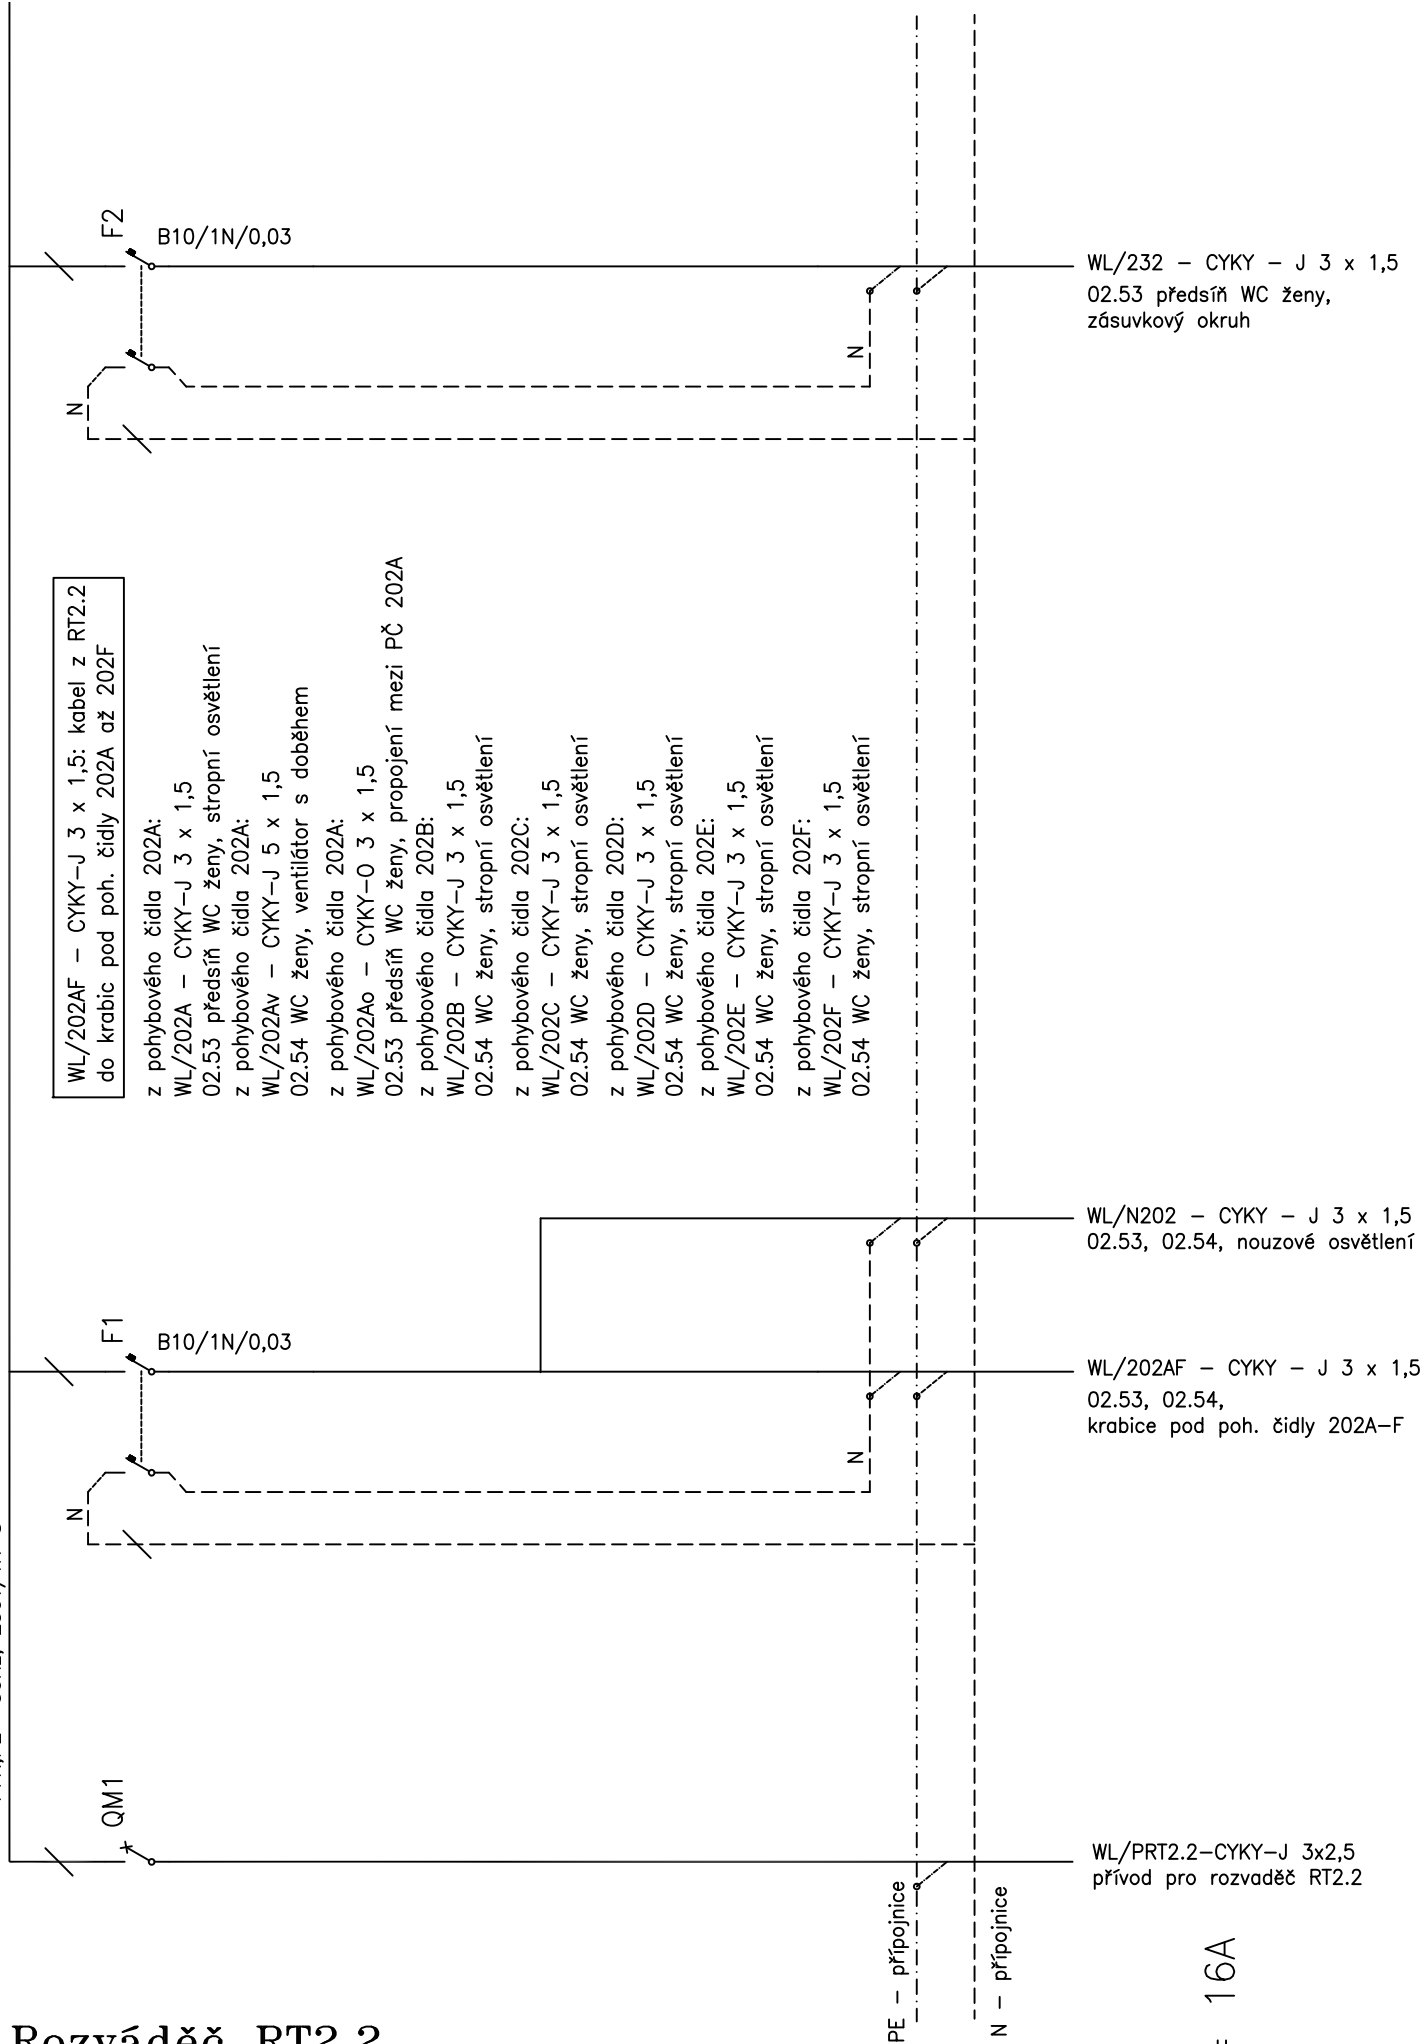 F2
B10/1N/0,03
N
N
WL/232 – CYKY – J 3 x 1,5
02.53 předsíň WC ženy,
zásuvkový okruh
WL/202AF – CYKY–J 3 x 1,5: kabel z RT2.2
do krabic pod poh. čidly 202A až 202F
z pohybového čidla 202A:
WL/202A – CYKY–J 3 x 1,5
02.53 předsíň WC ženy, stropní osvětlení
z pohybového čidla 202A:
WL/202Av – CYKY–J 5 x 1,5
02.54 WC ženy, ventilátor s doběhem
z pohybového čidla 202A:
WL/202Ao – CYKY–O 3 x 1,5
02.53 předsíň WC ženy, propojení mezi PČ 202A
z pohybového čidla 202B:
WL/202B – CYKY–J 3 x 1,5
02.54 WC ženy, stropní osvětlení
z pohybového čidla 202C:
WL/202C – CYKY–J 3 x 1,5
02.54 WC ženy, stropní osvětlení
z pohybového čidla 202D:
WL/202D – CYKY–J 3 x 1,5
02.54 WC ženy, stropní osvětlení
z pohybového čidla 202E:
WL/202E – CYKY–J 3 x 1,5
02.54 WC ženy, stropní osvětlení
z pohybového čidla 202F:
WL/202F – CYKY–J 3 x 1,5
02.54 WC ženy, stropní osvětlení
WL/N202 – CYKY – J 3 x 1,5
02.53, 02.54, nouzové osvětlení
F1
B10/1N/0,03
N
N
WL/202AF – CYKY – J 3 x 1,5
02.53, 02.54,
krabice pod poh. čidly 202A–F
QM1
WL/PRT2.2–CYKY–J 3x2,5
přívod pro rozvaděč RT2.2
PE – přípojnice
N – přípojnice
16A
Rozváděč RT2.2